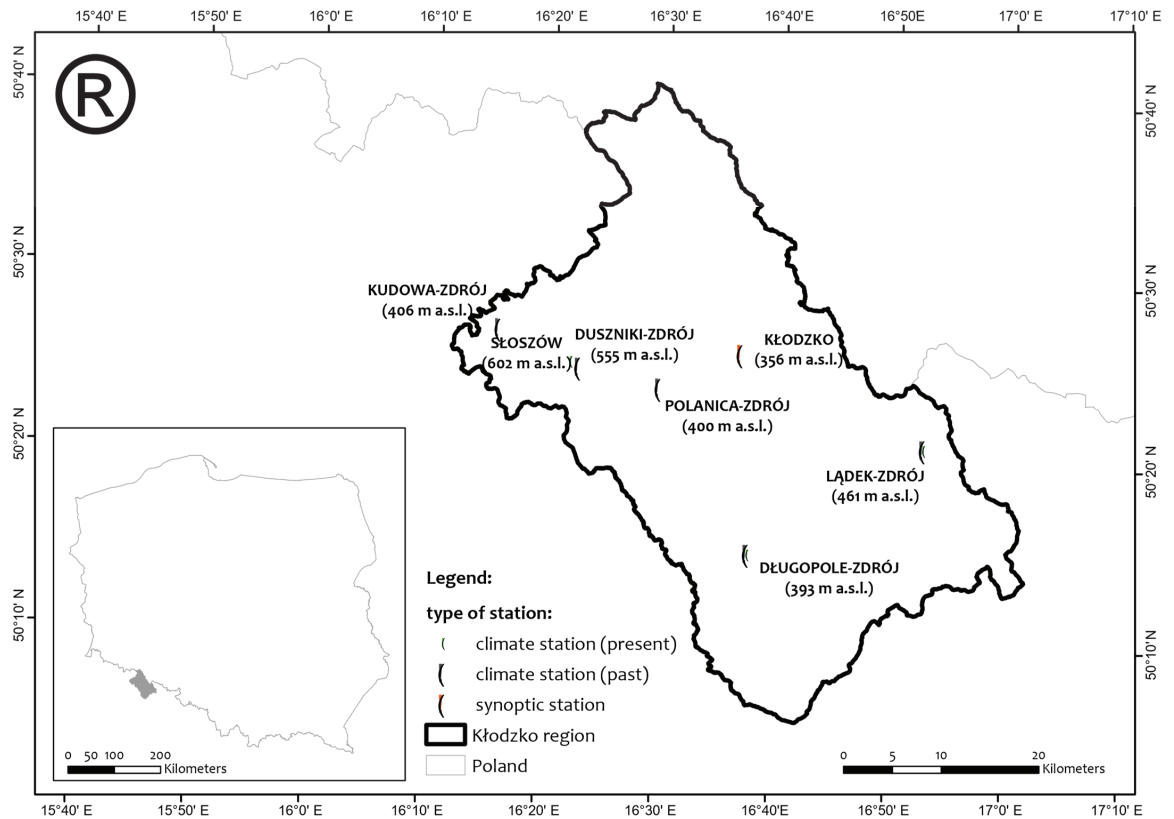 15°40' E 15°50' E 16°0' E 16°10' E 16°20' E 16°30' E 16°40' E 16°50' E 17°0' E 17°10' E
50°40' N
50°30' N
50°20' N
50°10' N
50°40' N
50°30' N
50°20' N
50°10' N
R
KUDOWA-ZDRÓJ
(406 m a.s.l.)
SŁOSZÓW
(602 m a.s.l.)
DUSZNIKI-ZDRÓJ
(555 m a.s.l.)
KŁODZKO
(356 m a.s.l.)
POLANICA-ZDRÓJ
(400 m a.s.l.)
LĄDEK-ZDRÓJ
(461 m a.s.l.)
DŁUGOPOLE-ZDRÓJ
(393 m a.s.l.)
Legend:
type of station:
climate station (present)
climate station (past)
synoptic station
Kłodzko region
Poland
0 50 100 200
Kilometers
0 5 10 20
Kilometers
15°40' E 15°50' E 16°0' E 16°10' E 16°20' E 16°30' E 16°40' E 16°50' E 17°0' E 17°10' E